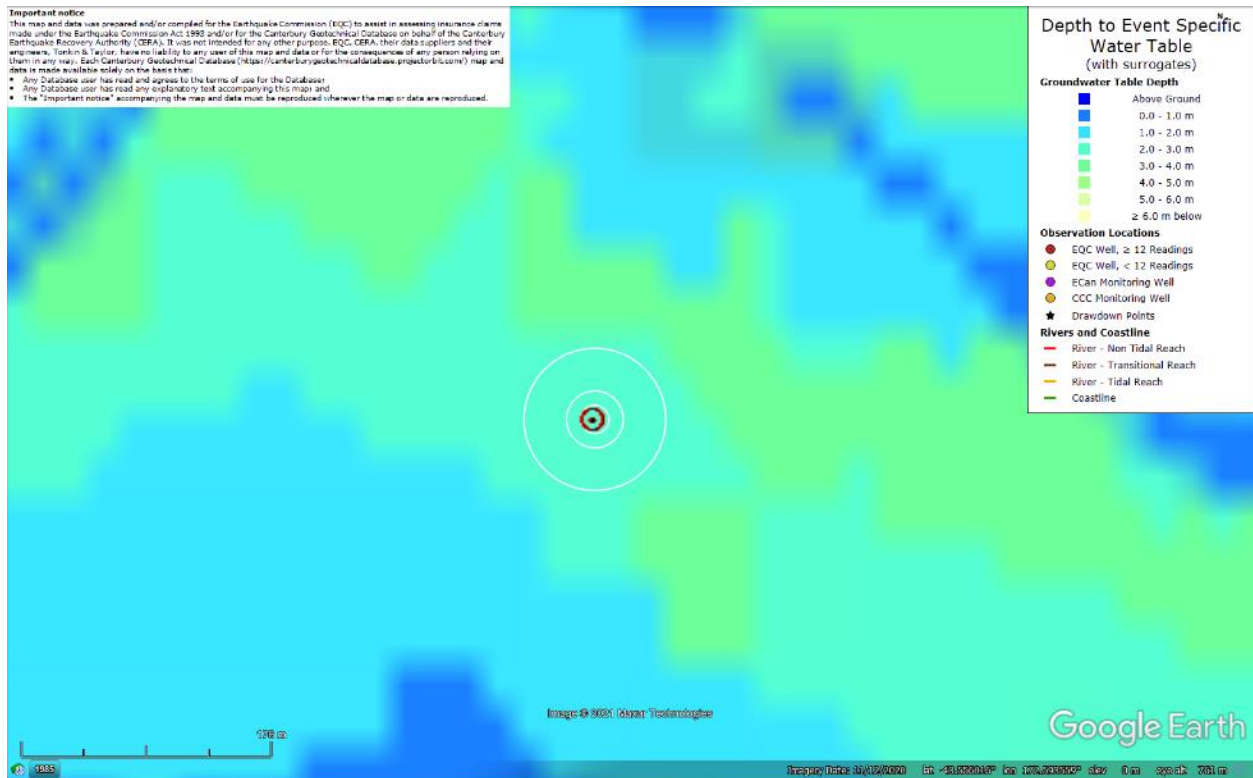 Important notice
This map and data was prepared and/or compiled for the Earthquake Commission (EQC) to assist in assessing insurance claims
made under the Earthquake Commission Act 1993 and/or for the Canterbury Geotechnical Database on behalf of the Canterbury
Earthquake Recovery Authority (CERA). It was not intended for any other purpose. EQC, CERA, their data suppliers and their
engineers, Tonkin & Taylor, have no liability to any user of this map and data or for the consequences of any person relying on
them in any way. Each Canterbury Geotechnical Database (https://canterburygeotechnicaldatabase.projectorbit.com/) map and
data is made available solely on the basis that:
• Any Database user has read and agrees to the terms of use for the Database;
• Any Database user has read any explanatory text accompanying this map; and
• The "Important notice" accompanying the map and data must be reproduced wherever the map or data are reproduced.
N
Depth to Event Specific
Water Table
(with surrogates)
Groundwater Table Depth
Above Ground
0.0 - 1.0 m
1.0 - 2.0 m
2.0 - 3.0 m
3.0 - 4.0 m
4.0 - 5.0 m
5.0 - 6.0 m
≥ 6.0 m below
Observation Locations
EQC Well, ≥ 12 Readings
EQC Well, < 12 Readings
ECan Monitoring Well
CCC Monitoring Well
Drawdown Points
Rivers and Coastline
River - Non Tidal Reach
River - Transitional Reach
River - Tidal Reach
Coastline
Image © 2021 Maxar Technologies
Google Earth
1985
Imagery Date: 11/12/2020 lat elev 0 m eye alt 761 m